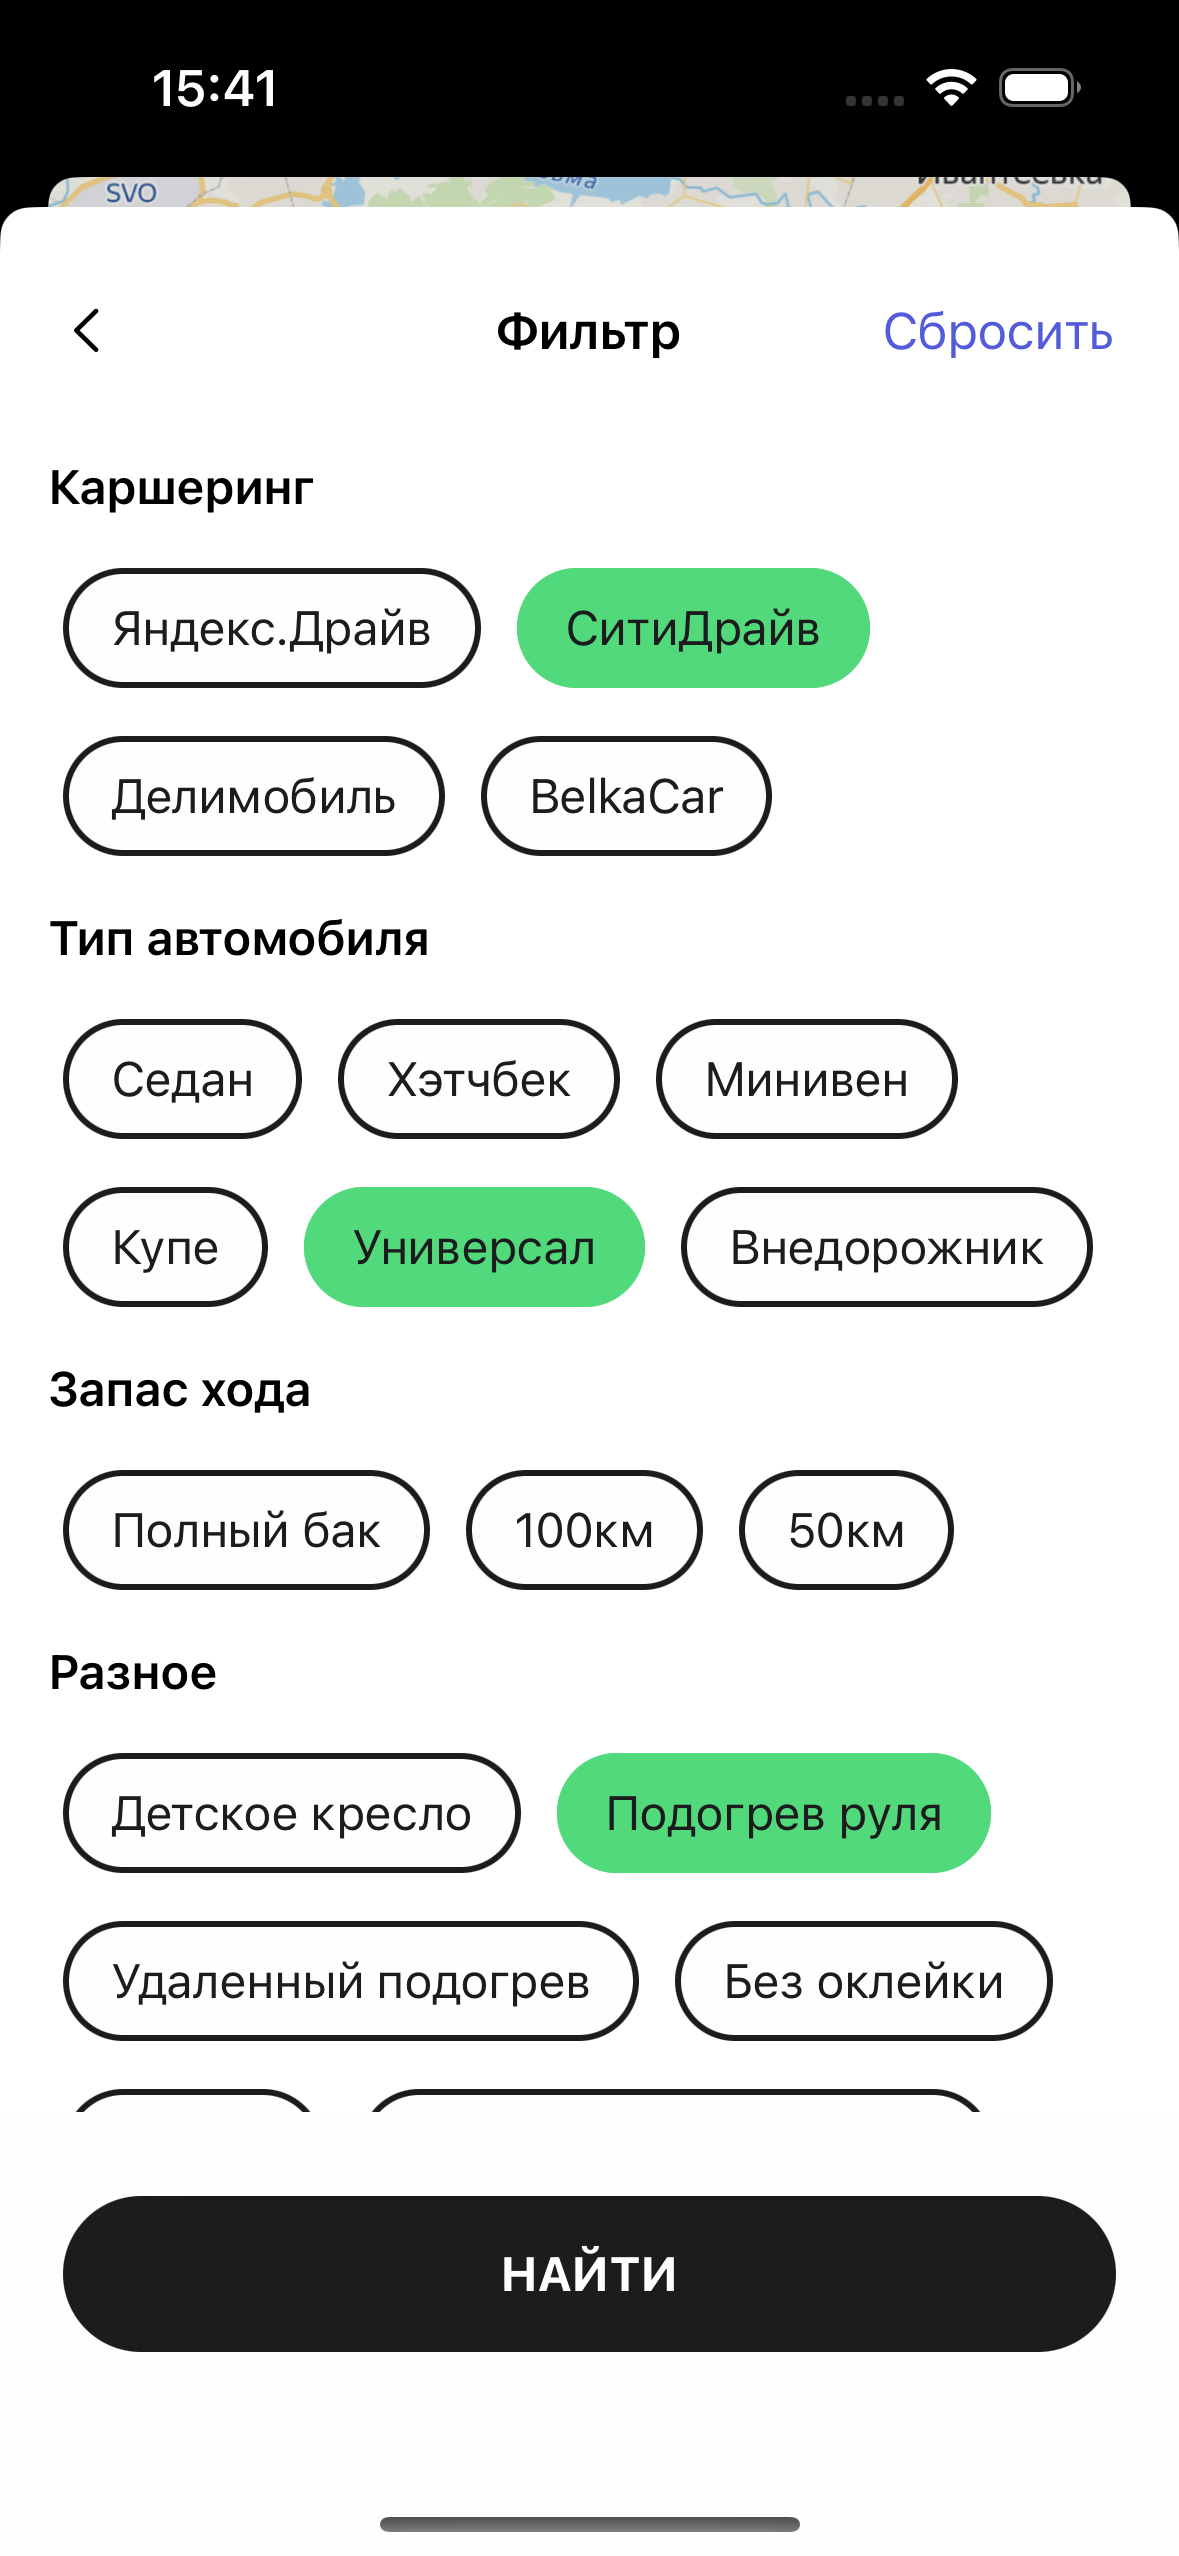 15:41
SVO
Фильтр
Сбросить
Каршеринг
Яндекс.Драйв
СитиДрайв
Делимобиль
BelkaCar
Тип автомобиля
Седан
Хэтчбек
Минивен
Купе
Универсал
Внедорожник
Запас хода
Полный бак
100км
50км
Разное
Детское кресло
Подогрев руля
Удаленный подогрев
Без оклейки
НАЙТИ